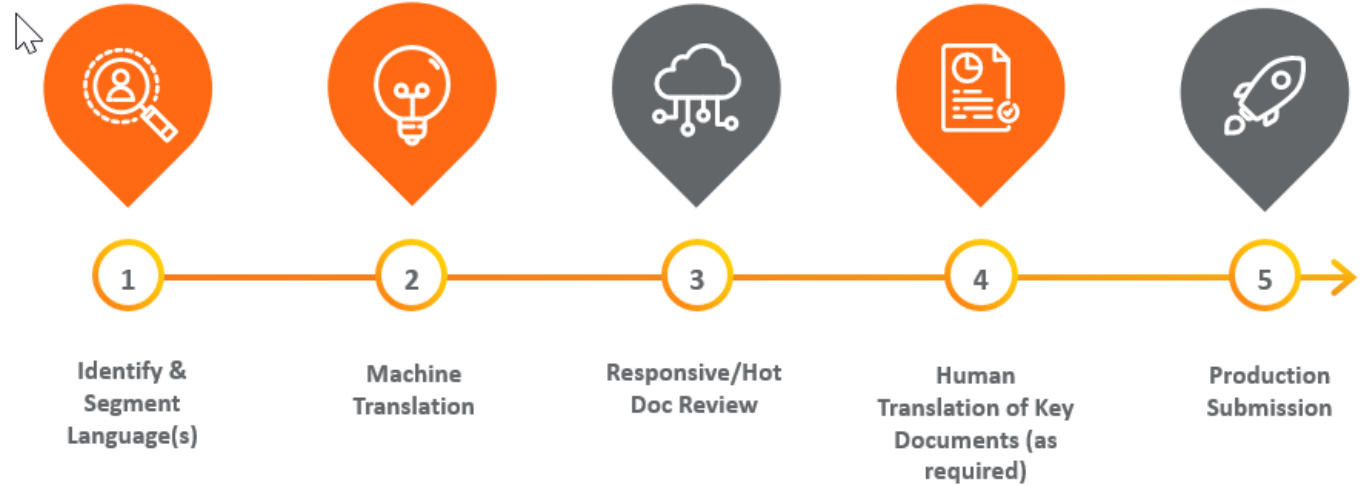 1
2
3
4
5
Identify &
Segment
Language(s)
Machine
Translation
Responsive/Hot
Doc Review
Human
Translation of Key
Documents (as
required)
Production
Submission